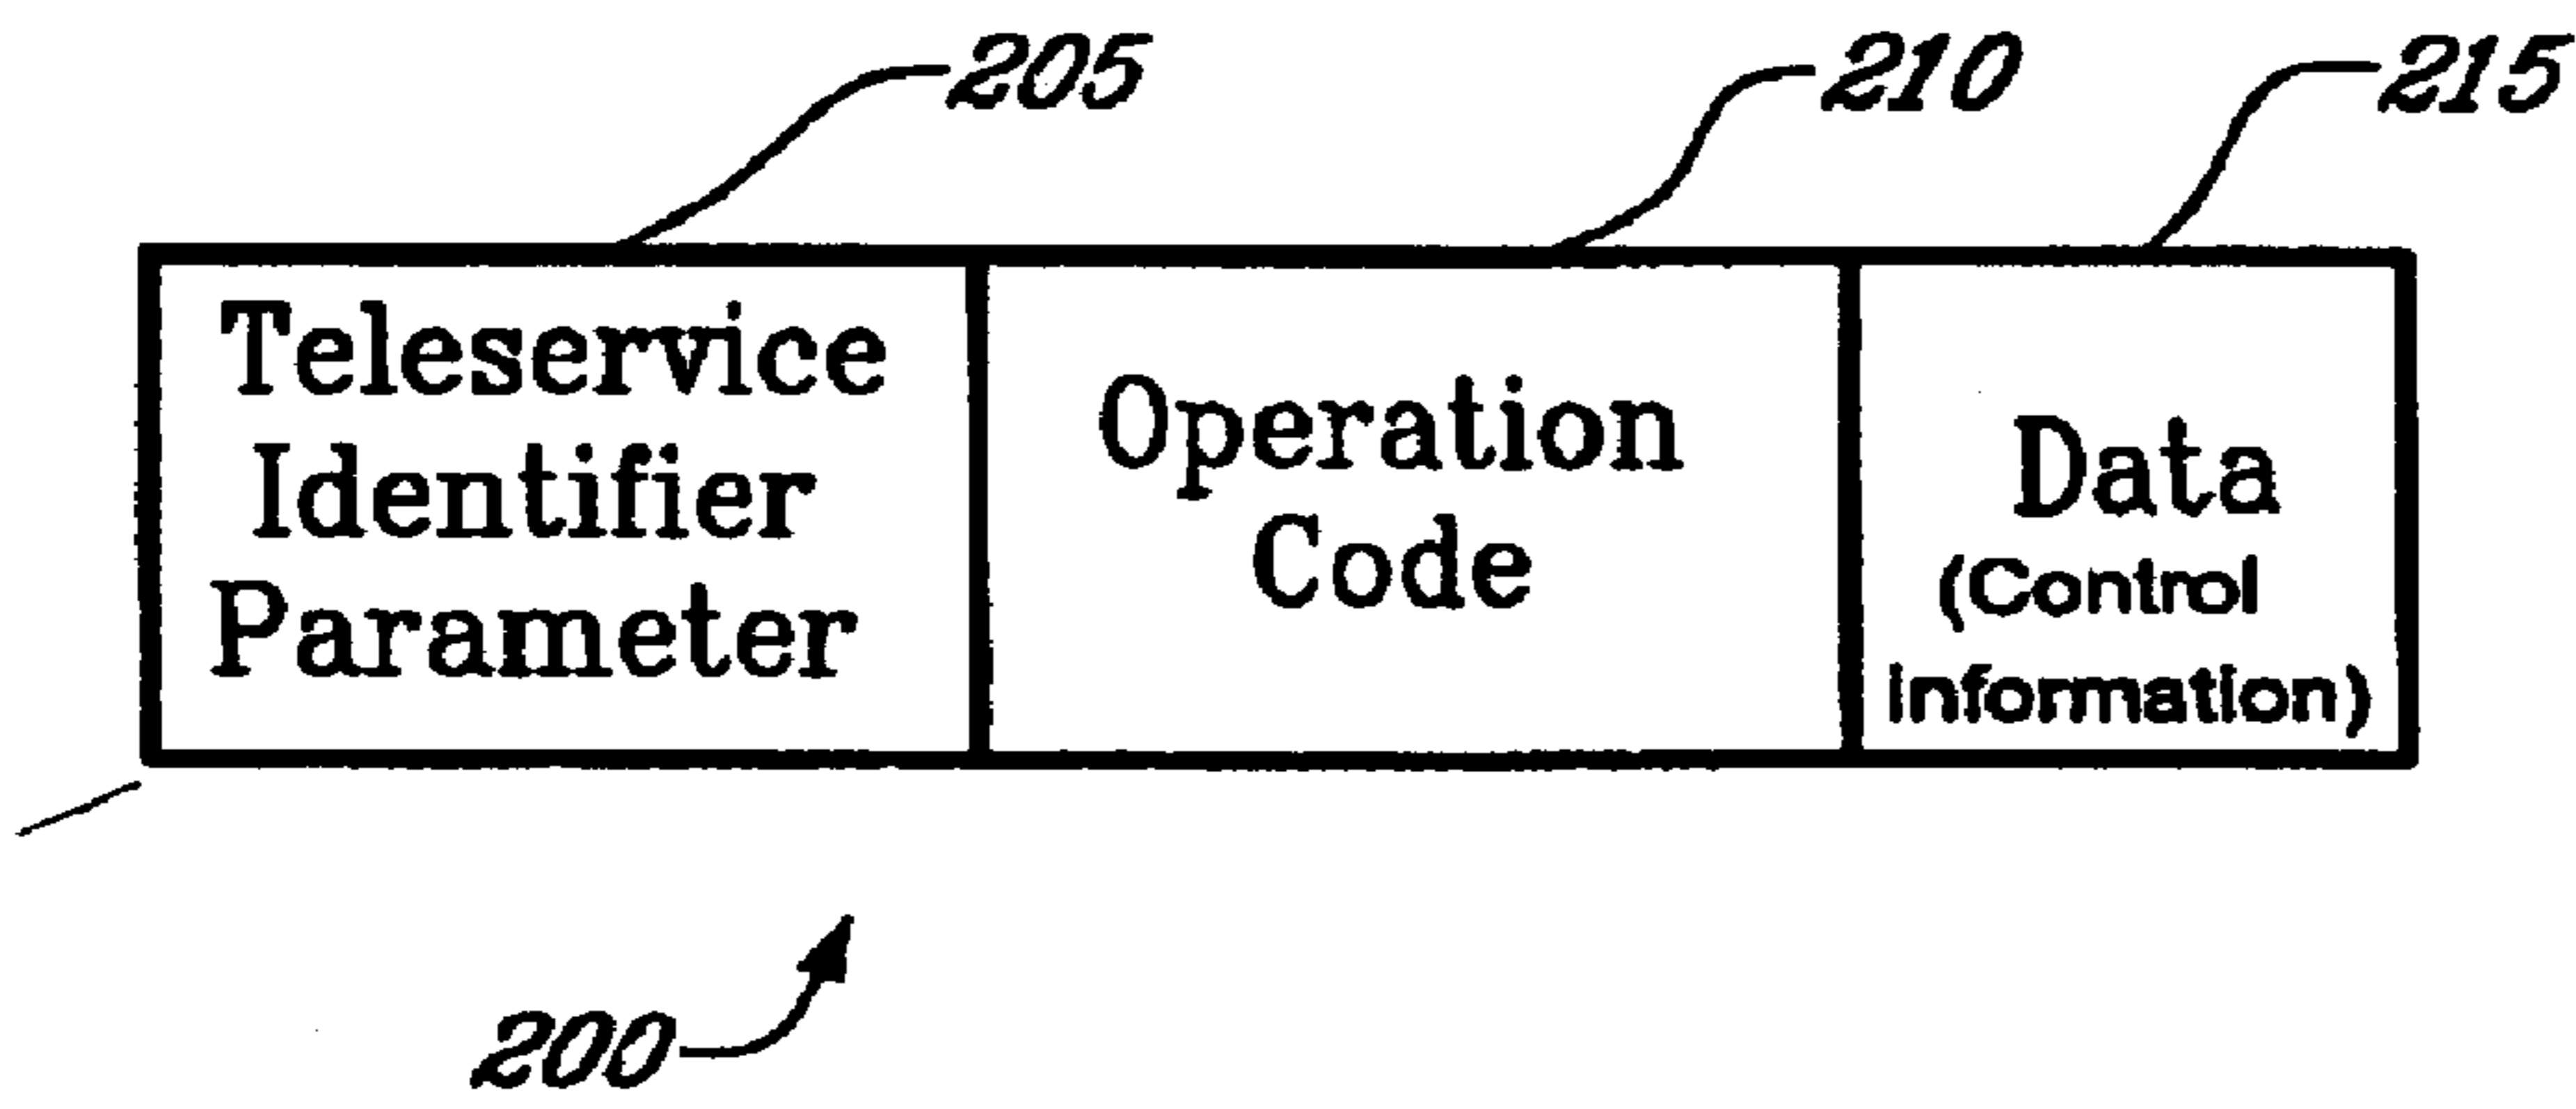 205 210 215
Teleservice
Identifier
Parameter
Operation
Code
Data
(Control
information)
200